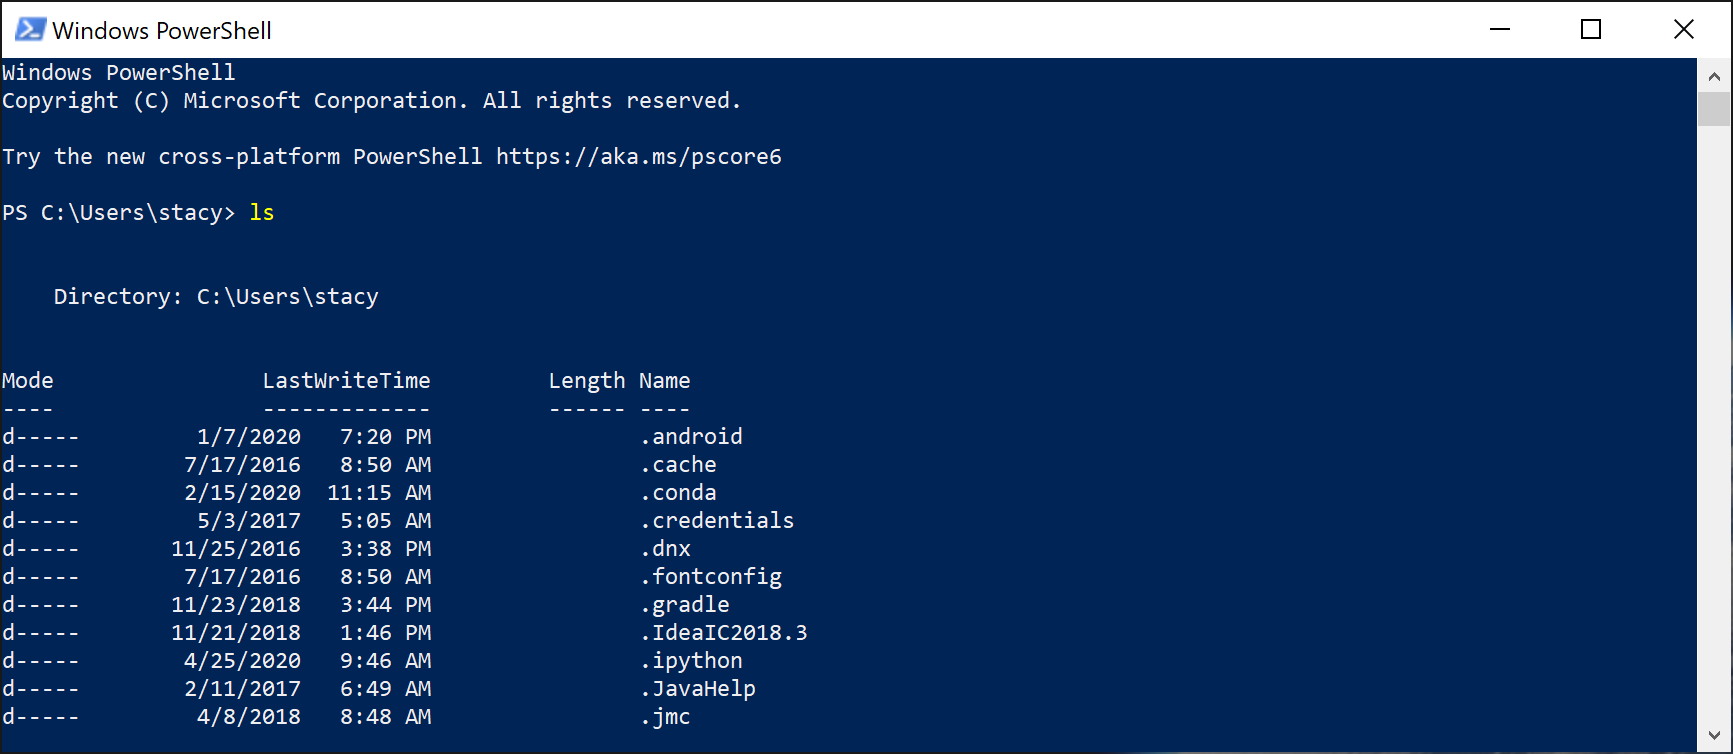 Windows PowerShell
Windows PowerShell
Copyright (C) Microsoft Corporation. All rights reserved.
Try the new cross-platform PowerShell https://aka.ms/pscore6
PS C:\Users\stacy> ls
    Directory: C:\Users\stacy
Mode                LastWriteTime         Length Name
----                -------------         ------ ----
d-----         1/7/2020   7:20 PM                .android
d-----        7/17/2016   8:50 AM                .cache
d-----        2/15/2020  11:15 AM                .conda
d-----         5/3/2017   5:05 AM                .credentials
d-----       11/25/2016   3:38 PM                .dnx
d-----        7/17/2016   8:50 AM                .fontconfig
d-----       11/23/2018   3:44 PM                .gradle
d-----       11/21/2018   1:46 PM                .IdeaIC2018.3
d-----        4/25/2020   9:46 AM                .ipython
d-----        2/11/2017   6:49 AM                .JavaHelp
d-----         4/8/2018   8:48 AM                .jmc